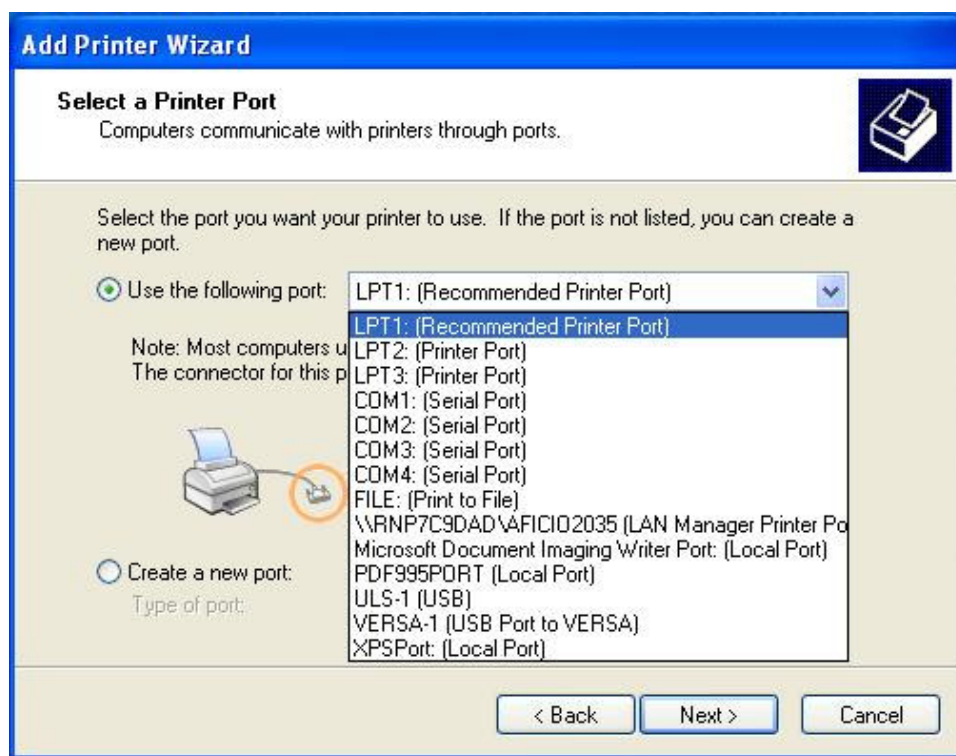 Add Printer Wizard
Select a Printer Port
Computers communicate with printers through ports.
Select the port you want your printer to use. If the port is not listed, you can create a
new port.
Use the following port:
LPT1: (Recommended Printer Port)
LPT1: (Recommended Printer Port)
Note: Most computers u
LPT2: (Printer Port)
The connector for this p
LPT3: (Printer Port)
COM1: (Serial Port)
COM2: (Serial Port)
COM3: (Serial Port)
COM4: (Serial Port)
FILE: (Print to File)
\\RNP7C9DAD\AFICIO2035 (LAN Manager Printer Po
Microsoft Document Imaging Writer Port: (Local Port)
Create a new port:
PDF995PORT (Local Port)
Type of port:
ULS-1 (USB)
VERSA-1 (USB Port to VERSA)
XPSPort: (Local Port)
< Back
Next >
Cancel